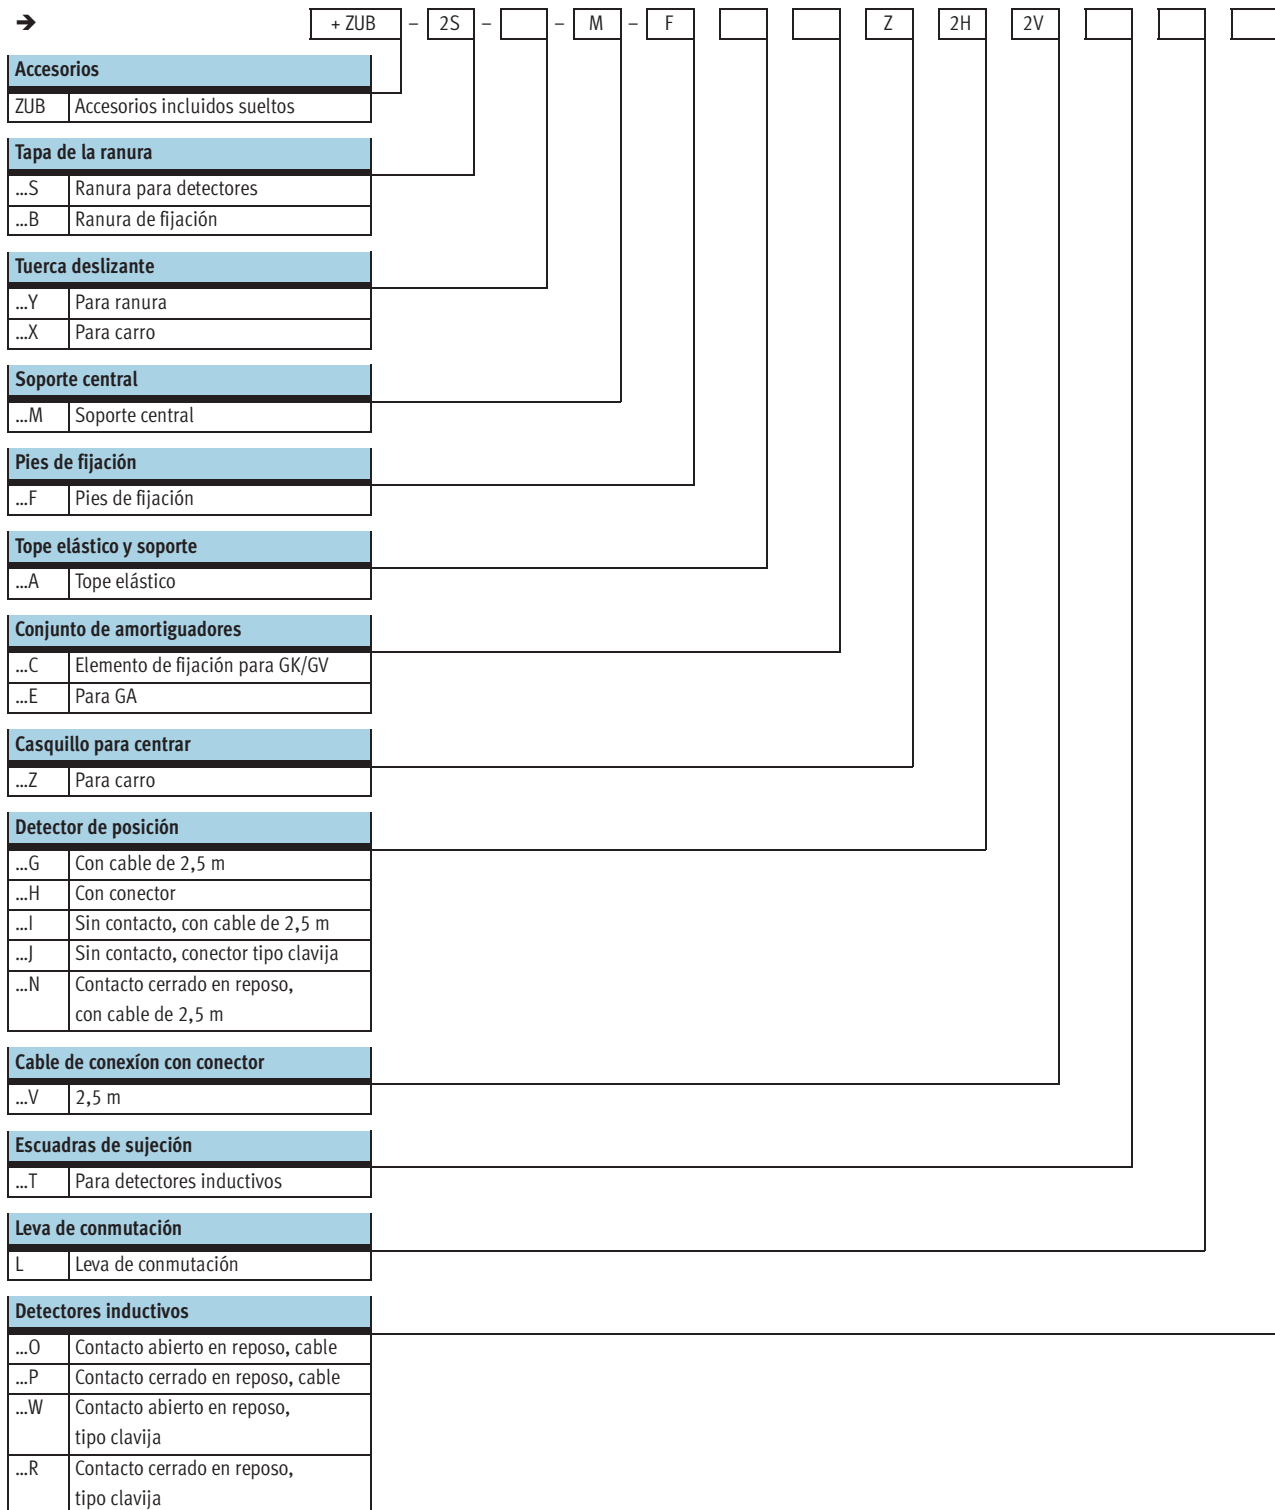 ➔ + ZUB – 2S – – M – F Z 2H 2V
Accesorios
ZUB Accesorios incluidos sueltos
Tapa de la ranura
...S Ranura para detectores
...B Ranura de fijación
Tuerca deslizante
...Y Para ranura
...X Para carro
Soporte central
...M Soporte central
Pies de fijación
...F Pies de fijación
Tope elástico y soporte
...A Tope elástico
Conjunto de amortiguadores
...C Elemento de fijación para GK/GV
...E Para GA
Casquillo para centrar
...Z Para carro
Detector de posición
...G Con cable de 2,5 m
...H Con conector
...I Sin contacto, con cable de 2,5 m
...J Sin contacto, conector tipo clavija
...N Contacto cerrado en reposo,
con cable de 2,5 m
Cable de conexíon con conector
...V 2,5 m
Escuadras de sujeción
...T Para detectores inductivos
Leva de conmutación
L Leva de conmutación
Detectores inductivos
...O Contacto abierto en reposo, cable
...P Contacto cerrado en reposo, cable
...W Contacto abierto en reposo,
tipo clavija
...R Contacto cerrado en reposo,
tipo clavija